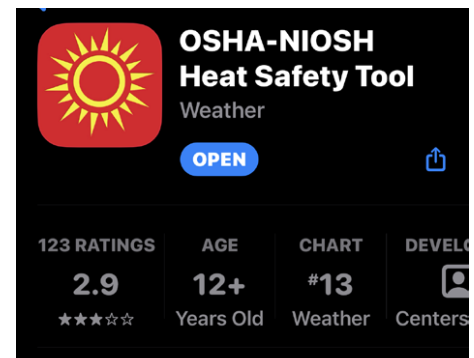 OSHA-NIOSH
Heat Safety Tool
Weather
OPEN
123 RATINGS
2.9
★★★☆☆
AGE
12+
Years Old
CHART
#13
Weather
Centers